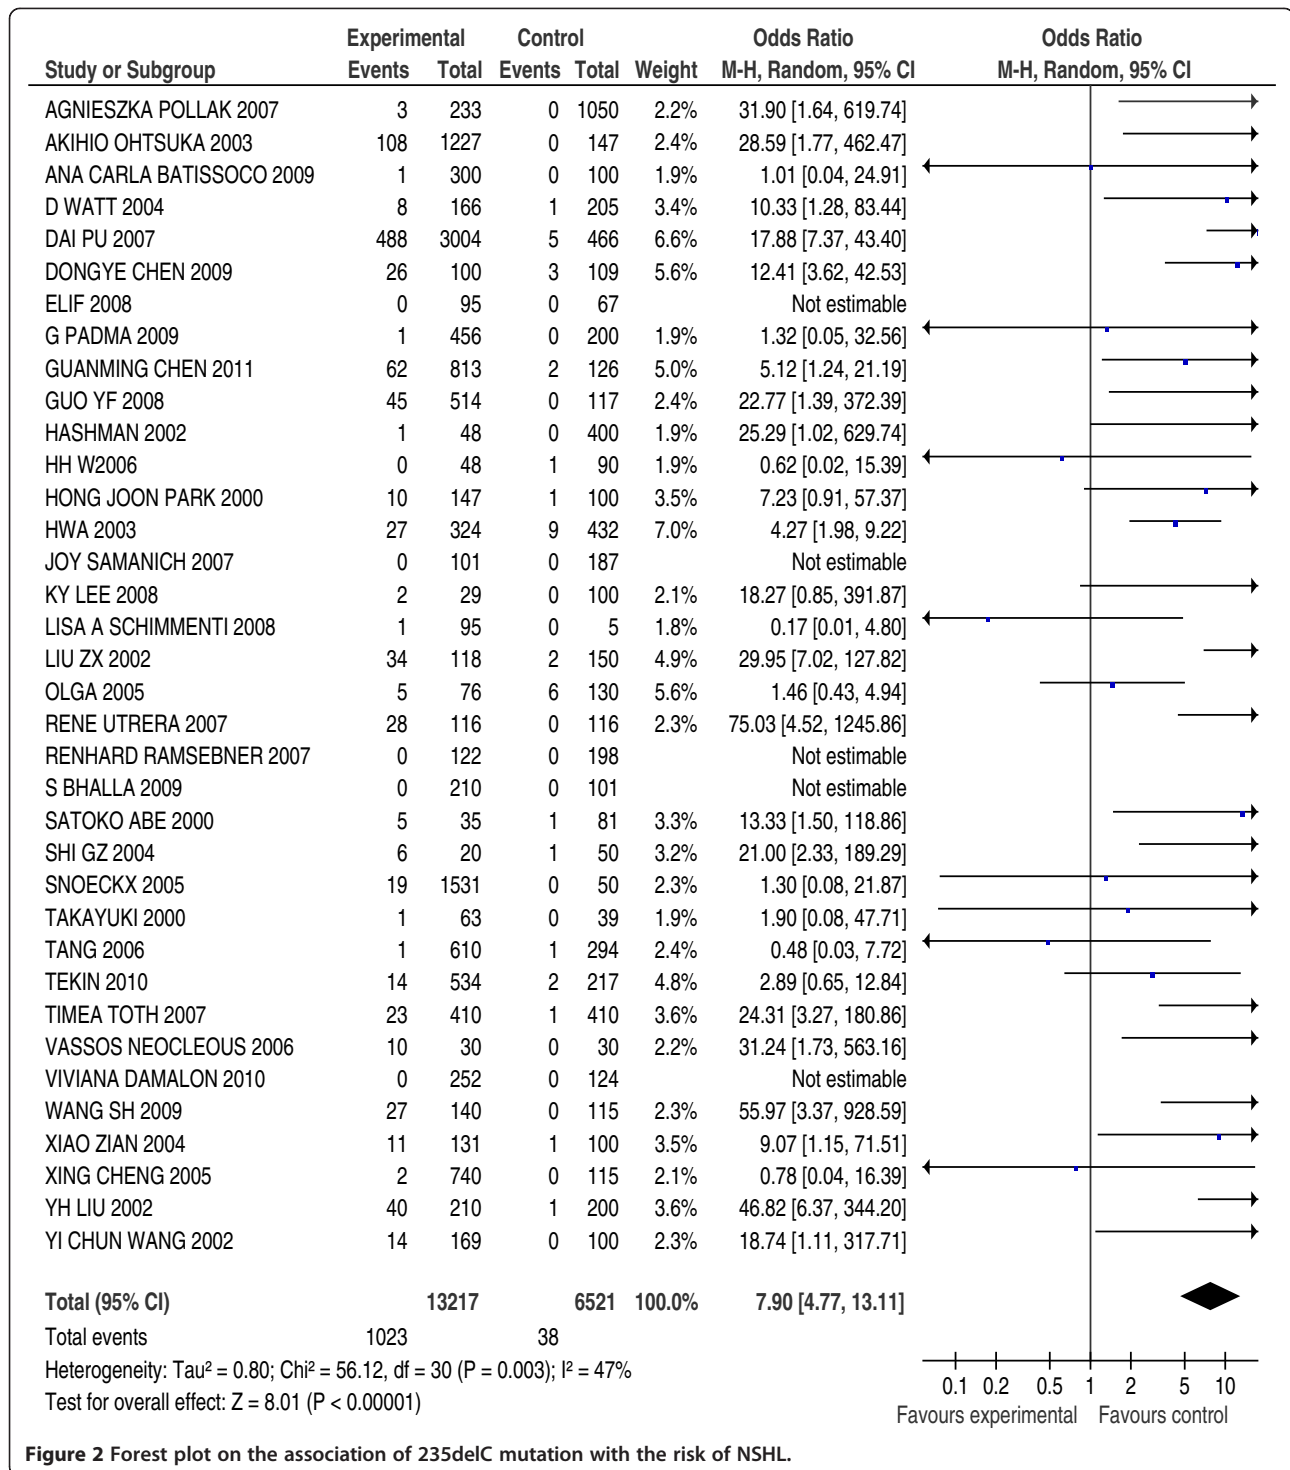 Experimental Control Odds Ratio Odds Ratio
Study or Subgroup Events Total Events Total Weight M-H, Random, 95% CI M-H, Random, 95% CI
AGNIESZKA POLLAK 2007 3 233 0 1050 2.2% 31.90 [1.64, 619.74]
AKIHIO OHTSUKA 2003 108 1227 0 147 2.4% 28.59 [1.77, 462.47]
ANA CARLA BATISSOCO 2009 1 300 0 100 1.9% 1.01 [0.04, 24.91]
D WATT 2004 8 166 1 205 3.4% 10.33 [1.28, 83.44]
DAI PU 2007 488 3004 5 466 6.6% 17.88 [7.37, 43.40]
DONGYE CHEN 2009 26 100 3 109 5.6% 12.41 [3.62, 42.53]
ELIF 2008 0 95 0 67 Not estimable
G PADMA 2009 1 456 0 200 1.9% 1.32 [0.05, 32.56]
GUANMING CHEN 2011 62 813 2 126 5.0% 5.12 [1.24, 21.19]
GUO YF 2008 45 514 0 117 2.4% 22.77 [1.39, 372.39]
HASHMAN 2002 1 48 0 400 1.9% 25.29 [1.02, 629.74]
HH W2006 0 48 1 90 1.9% 0.62 [0.02, 15.39]
HONG JOON PARK 2000 10 147 1 100 3.5% 7.23 [0.91, 57.37]
HWA 2003 27 324 9 432 7.0% 4.27 [1.98, 9.22]
JOY SAMANICH 2007 0 101 0 187 Not estimable
KY LEE 2008 2 29 0 100 2.1% 18.27 [0.85, 391.87]
LISA A SCHIMMENTI 2008 1 95 0 5 1.8% 0.17 [0.01, 4.80]
LIU ZX 2002 34 118 2 150 4.9% 29.95 [7.02, 127.82]
OLGA 2005 5 76 6 130 5.6% 1.46 [0.43, 4.94]
RENE UTRERA 2007 28 116 0 116 2.3% 75.03 [4.52, 1245.86]
RENHARD RAMSEBNER 2007 0 122 0 198 Not estimable
S BHALLA 2009 0 210 0 101 Not estimable
SATOKO ABE 2000 5 35 1 81 3.3% 13.33 [1.50, 118.86]
SHI GZ 2004 6 20 1 50 3.2% 21.00 [2.33, 189.29]
SNOECKX 2005 19 1531 0 50 2.3% 1.30 [0.08, 21.87]
TAKAYUKI 2000 1 63 0 39 1.9% 1.90 [0.08, 47.71]
TANG 2006 1 610 1 294 2.4% 0.48 [0.03, 7.72]
TEKIN 2010 14 534 2 217 4.8% 2.89 [0.65, 12.84]
TIMEA TOTH 2007 23 410 1 410 3.6% 24.31 [3.27, 180.86]
VASSOS NEOCLEOUS 2006 10 30 0 30 2.2% 31.24 [1.73, 563.16]
VIVIANA DAMALON 2010 0 252 0 124 Not estimable
WANG SH 2009 27 140 0 115 2.3% 55.97 [3.37, 928.59]
XIAO ZIAN 2004 11 131 1 100 3.5% 9.07 [1.15, 71.51]
XING CHENG 2005 2 740 0 115 2.1% 0.78 [0.04, 16.39]
YH LIU 2002 40 210 1 200 3.6% 46.82 [6.37, 344.20]
YI CHUN WANG 2002 14 169 0 100 2.3% 18.74 [1.11, 317.71]
Total (95% CI) 13217 6521 100.0% 7.90 [4.77, 13.11]
Total events 1023 38
Heterogeneity: Tau² = 0.80; Chi² = 56.12, df = 30 (P = 0.003); I² = 47%
Test for overall effect: Z = 8.01 (P < 0.00001)
0.1 0.2 0.5 1 2 5 10
Favours experimental Favours control
Figure 2 Forest plot on the association of 235delC mutation with the risk of NSHL.